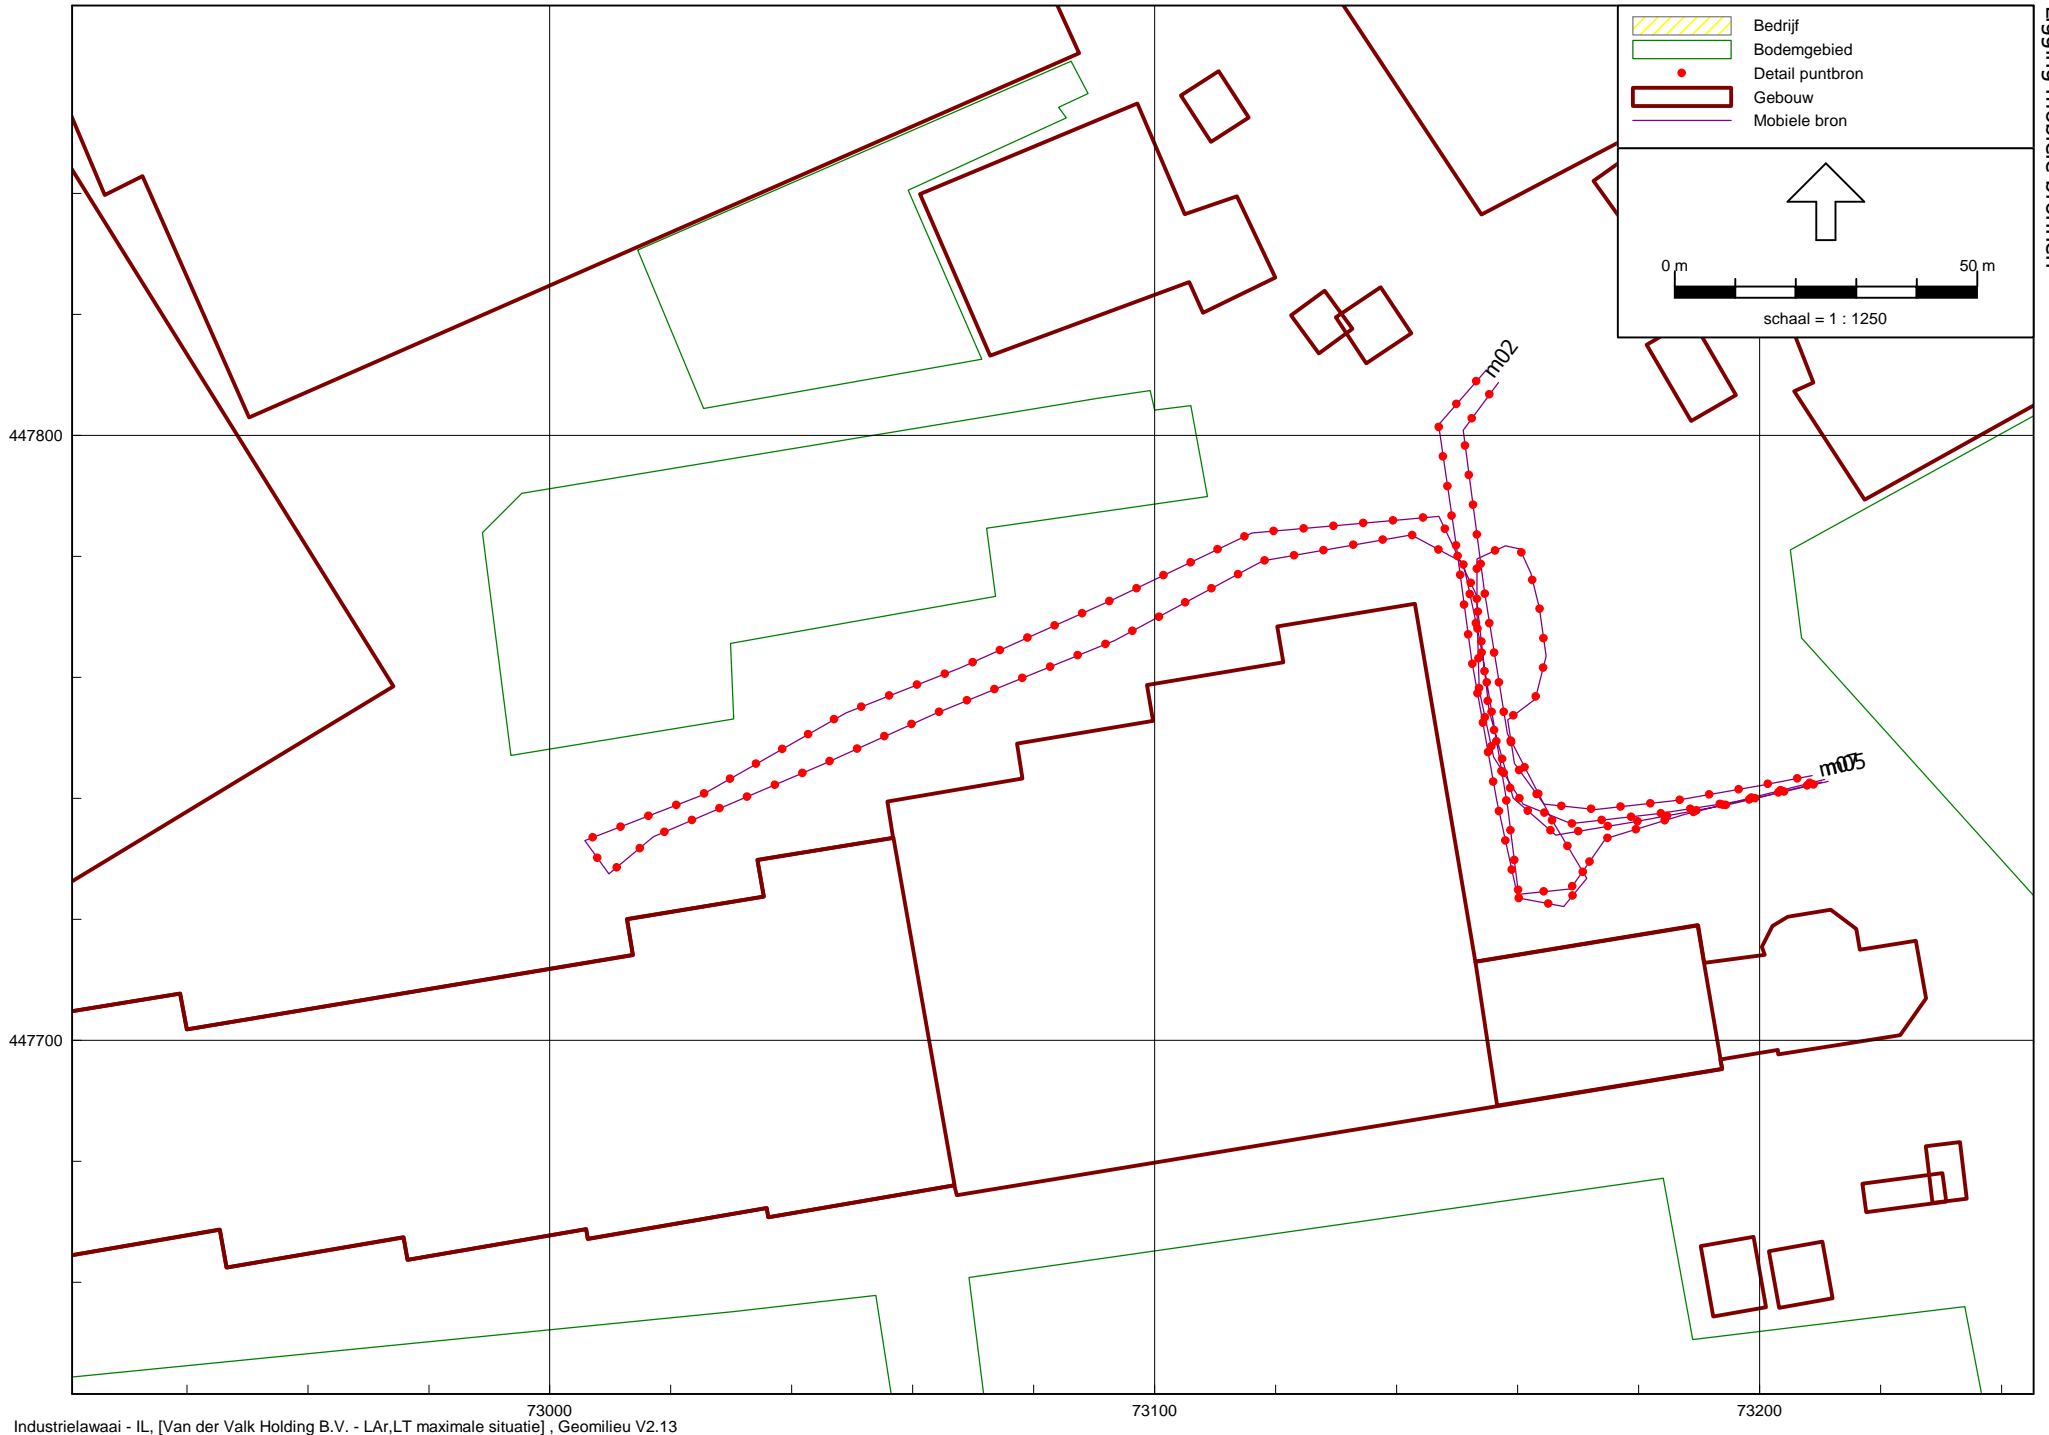 Bedrijf
Bodemgebied
Detail puntbron
Gebouw
Mobiele bron
0 m 50 m
schaal = 1 : 1250
m02
447800
m05
447700
73000 73100 73200
Industrielawaai - IL, [Van der Valk Holding B.V. - LAr,LT maximale situatie] , Geomilieu V2.13